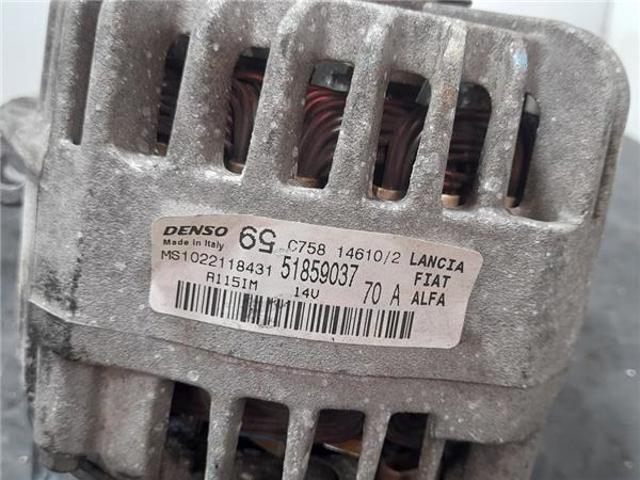 DENSO 59 C758 14610/2 LANCIA
Made in Italy
MS1022118431 51859037 FIAT
A115IM 14V 70 A ALFA